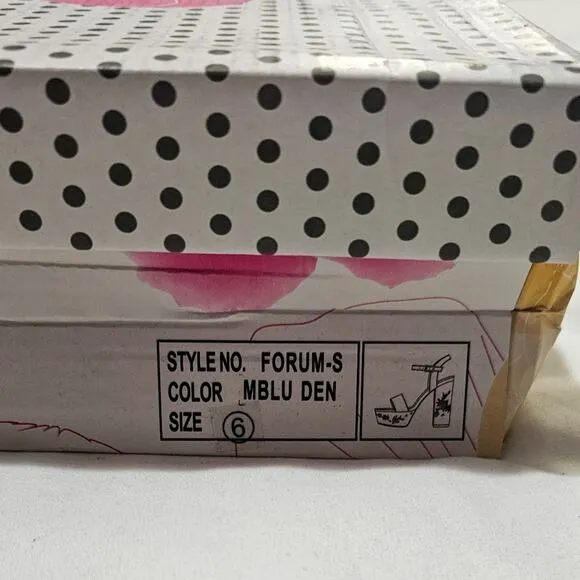 STYLE NO. FORUM-S
COLOR MBLU DEN
SIZE 6